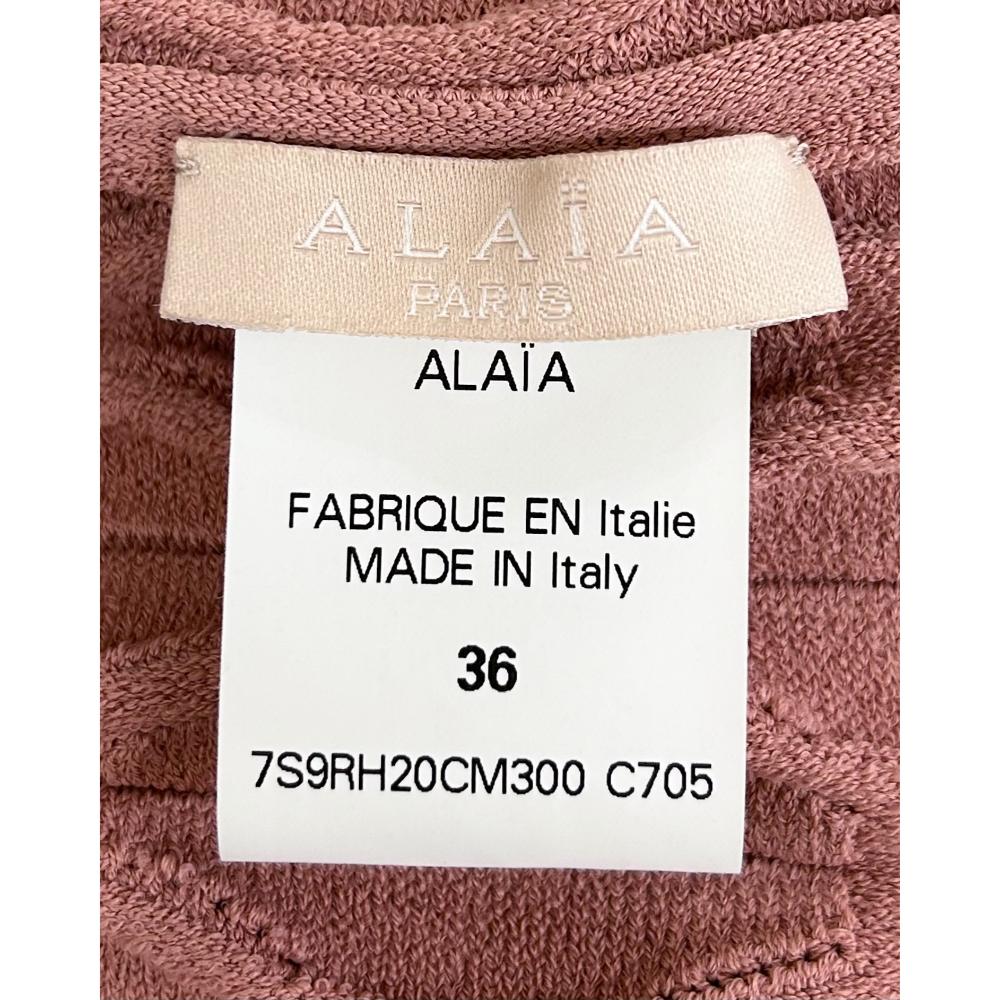 ALAÏA
PARIS
ALAÏA
FABRIQUE EN Italie
MADE IN Italy
36
7S9RH20CM300 C705